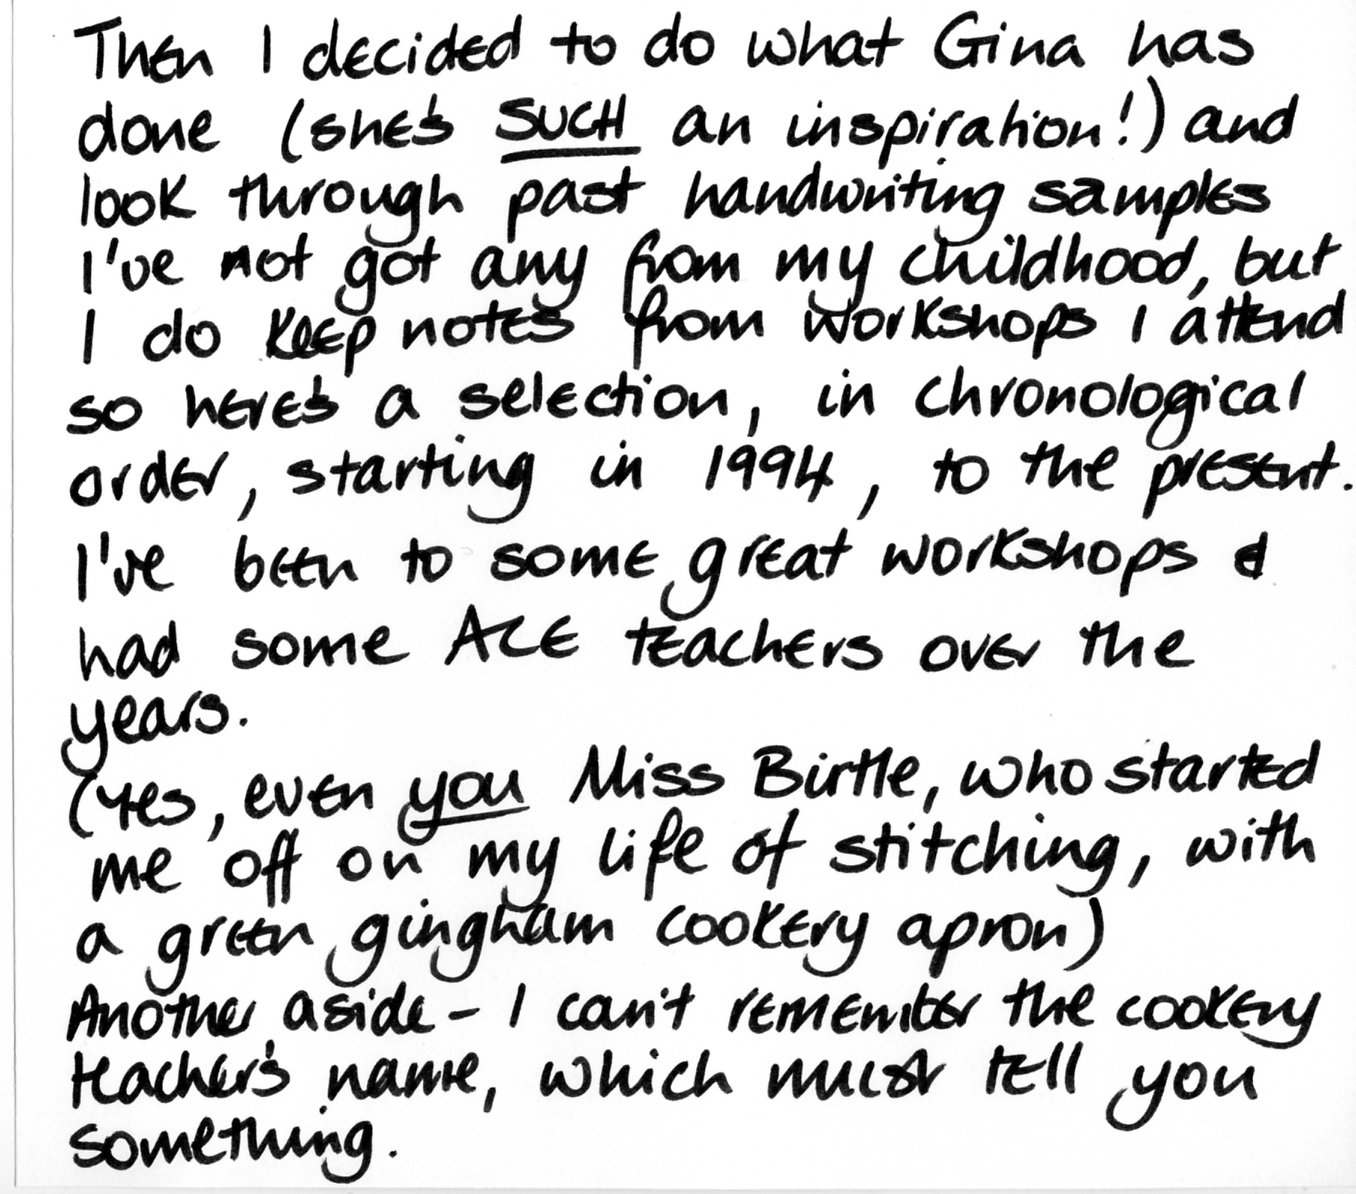 Then I decided to do what Gina has
done (she's SUCH an inspiration!) and
look through past handwriting samples
I've not got any from my childhood, but
I do keep notes from workshops I attend
so here's a selection, in chronological
order, starting in 1994, to the present.
I've been to some great workshops &
had some ACE teachers over the
years.
(Yes, even you Miss Birtle, who started
me off on my life of stitching, with
a green gingham cookery apron)
Another aside - I can't remember the cookery
teacher's name, which must tell you
something.